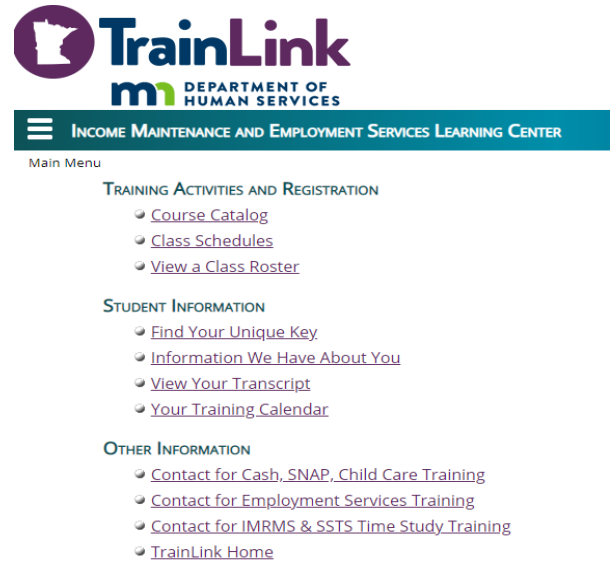 TrainLink
mn DEPARTMENT OF
HUMAN SERVICES
INCOME MAINTENANCE AND EMPLOYMENT SERVICES LEARNING CENTER
Main Menu
TRAINING ACTIVITIES AND REGISTRATION
Course Catalog
Class Schedules
View a Class Roster
STUDENT INFORMATION
Find Your Unique Key
Information We Have About You
View Your Transcript
Your Training Calendar
OTHER INFORMATION
Contact for Cash, SNAP, Child Care Training
Contact for Employment Services Training
Contact for IMRMS & SSTS Time Study Training
TrainLink Home